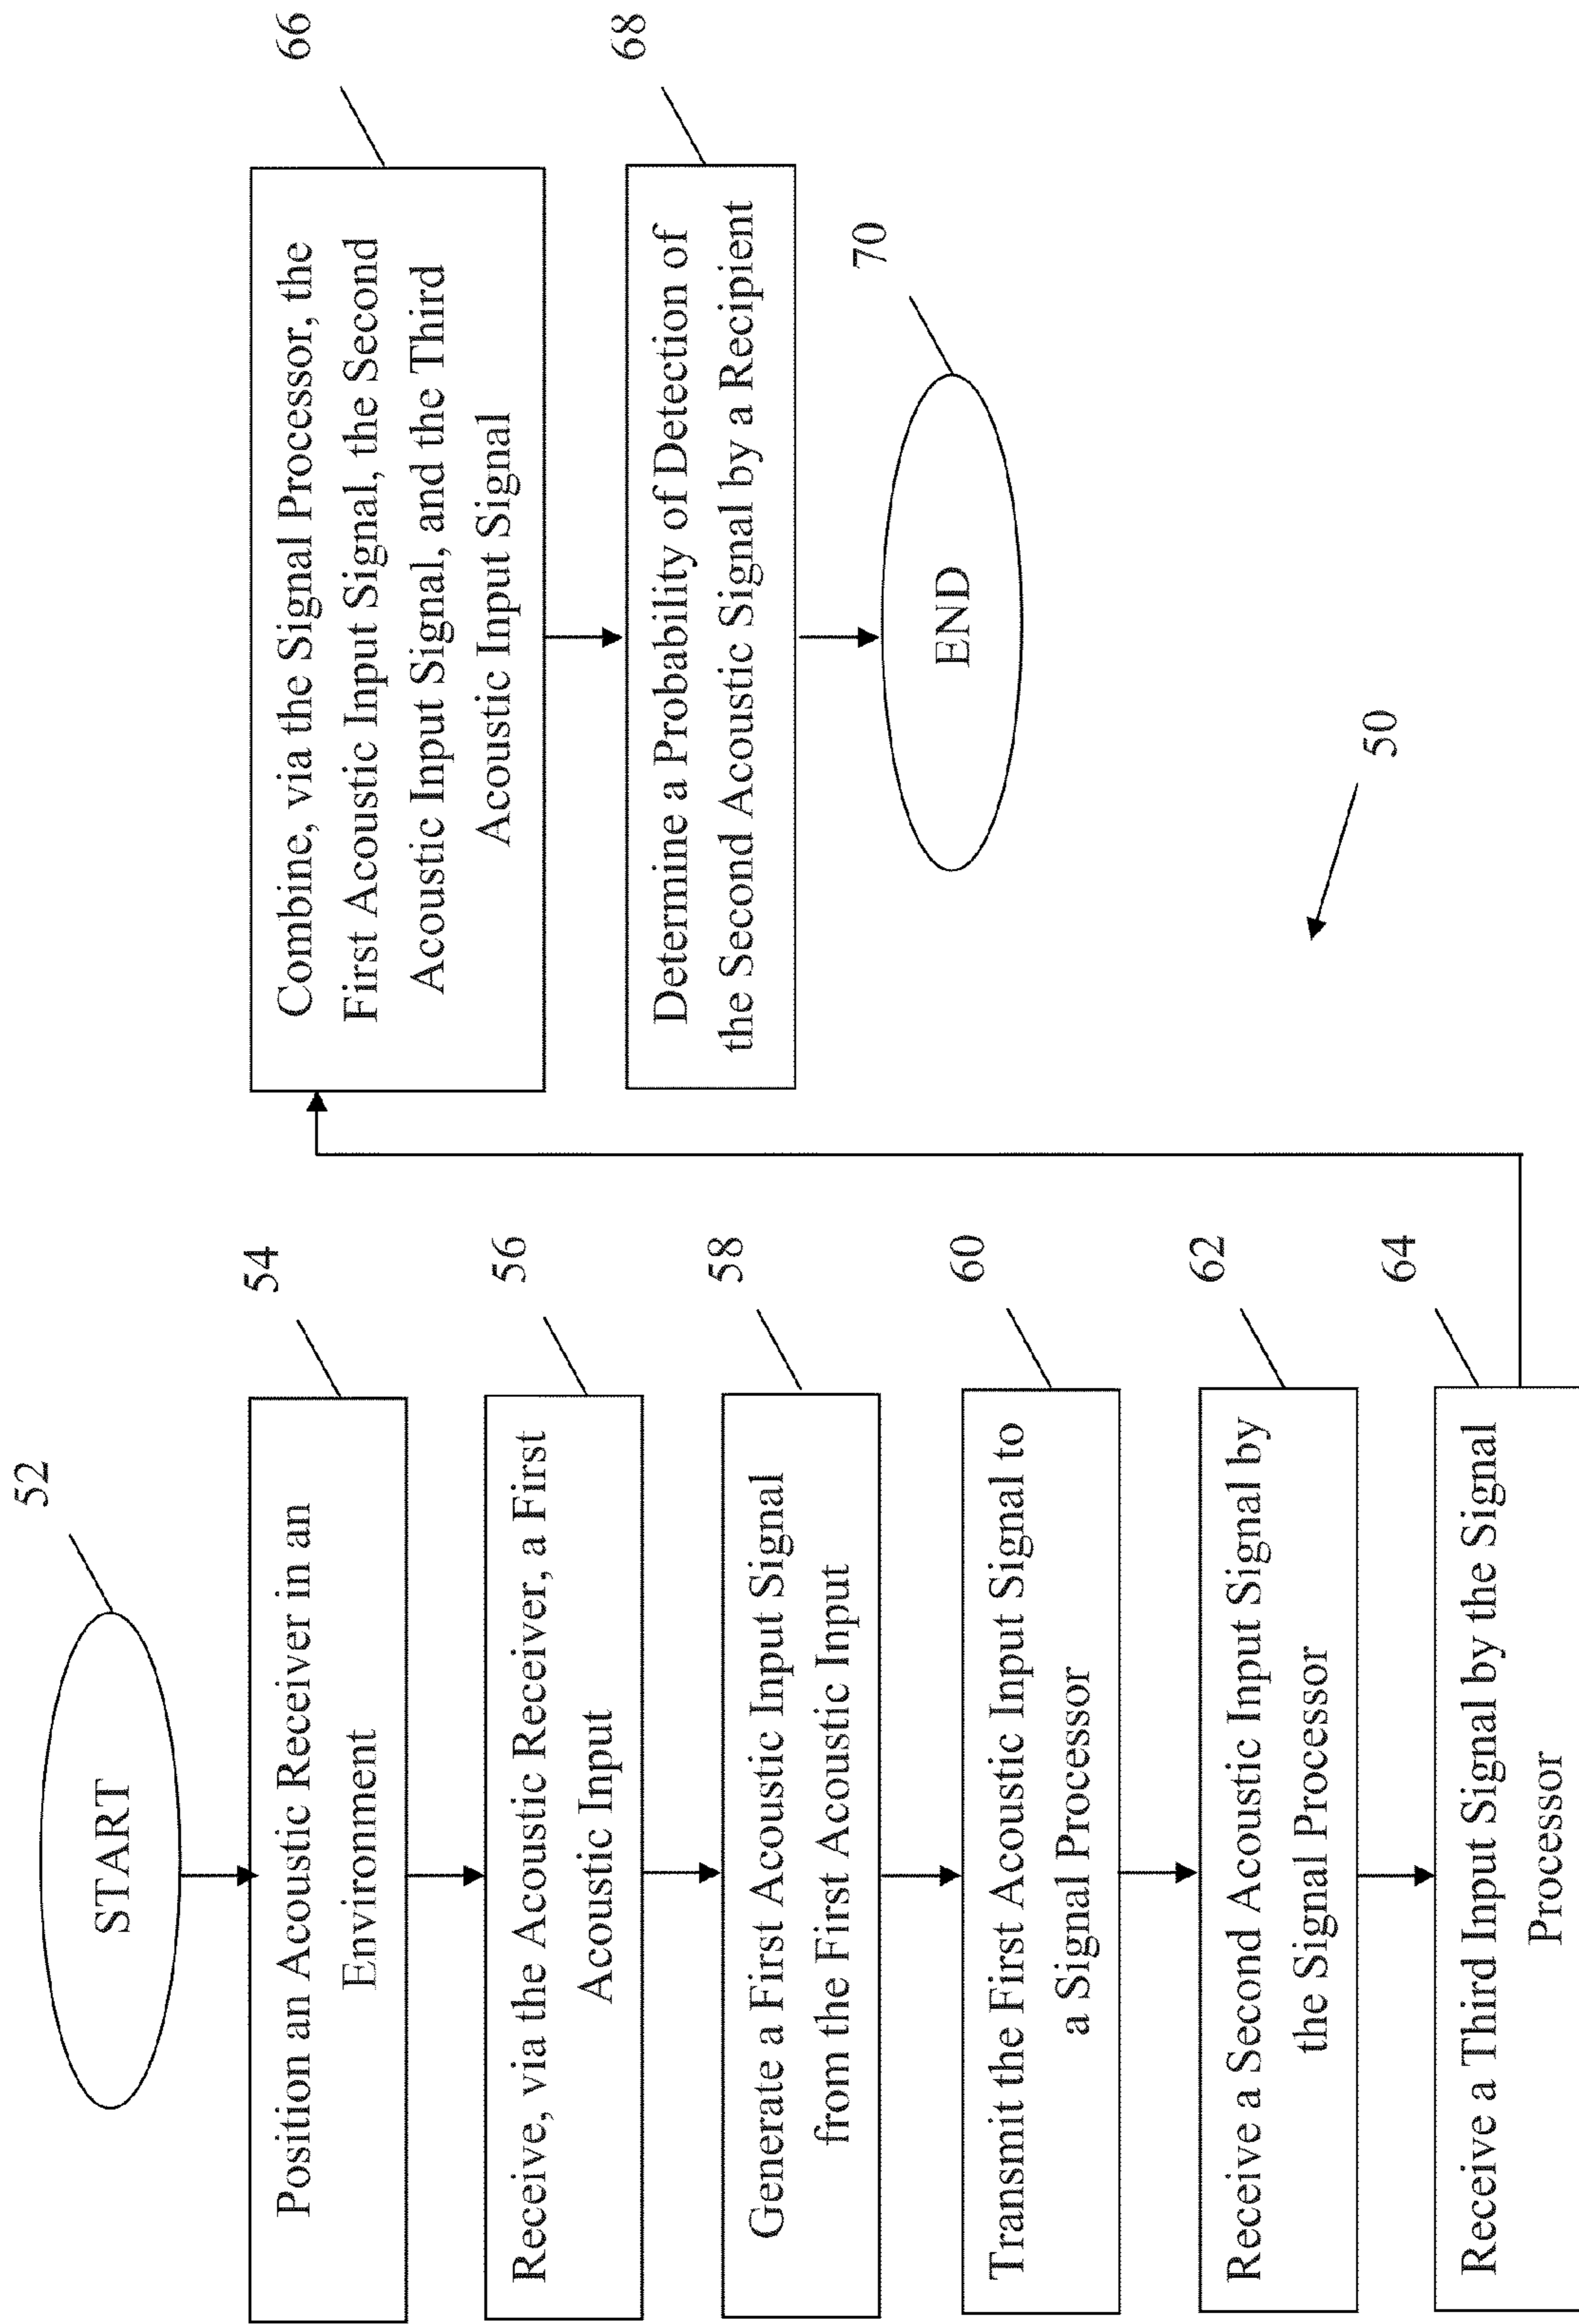 52
START
54
Position an Acoustic Receiver in an
Environment
56
Receive, via the Acoustic Receiver, a First
Acoustic Input
58
Generate a First Acoustic Input Signal
from the First Acoustic Input
60
Transmit the First Acoustic Input Signal to
a Signal Processor
62
Receive a Second Acoustic Input Signal by
the Signal Processor
64
Receive a Third Input Signal by the Signal
Processor
66
Combine, via the Signal Processor, the
First Acoustic Input Signal, the Second
Acoustic Input Signal, and the Third
Acoustic Input Signal
68
Determine a Probability of Detection of
the Second Acoustic Signal by a Recipient
70
END
50